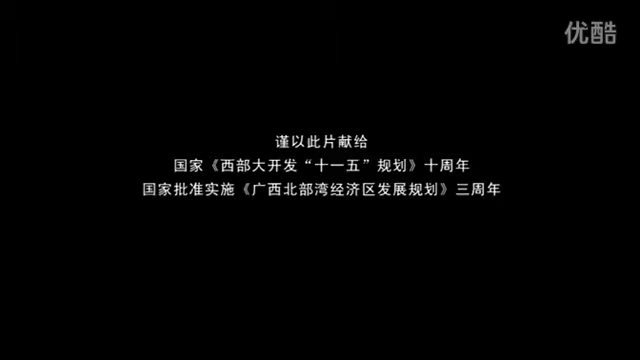 优酷
谨以此片献给
国家《西部大开发“十一五”规划》十周年
国家批准实施《广西北部湾经济区发展规划》三周年